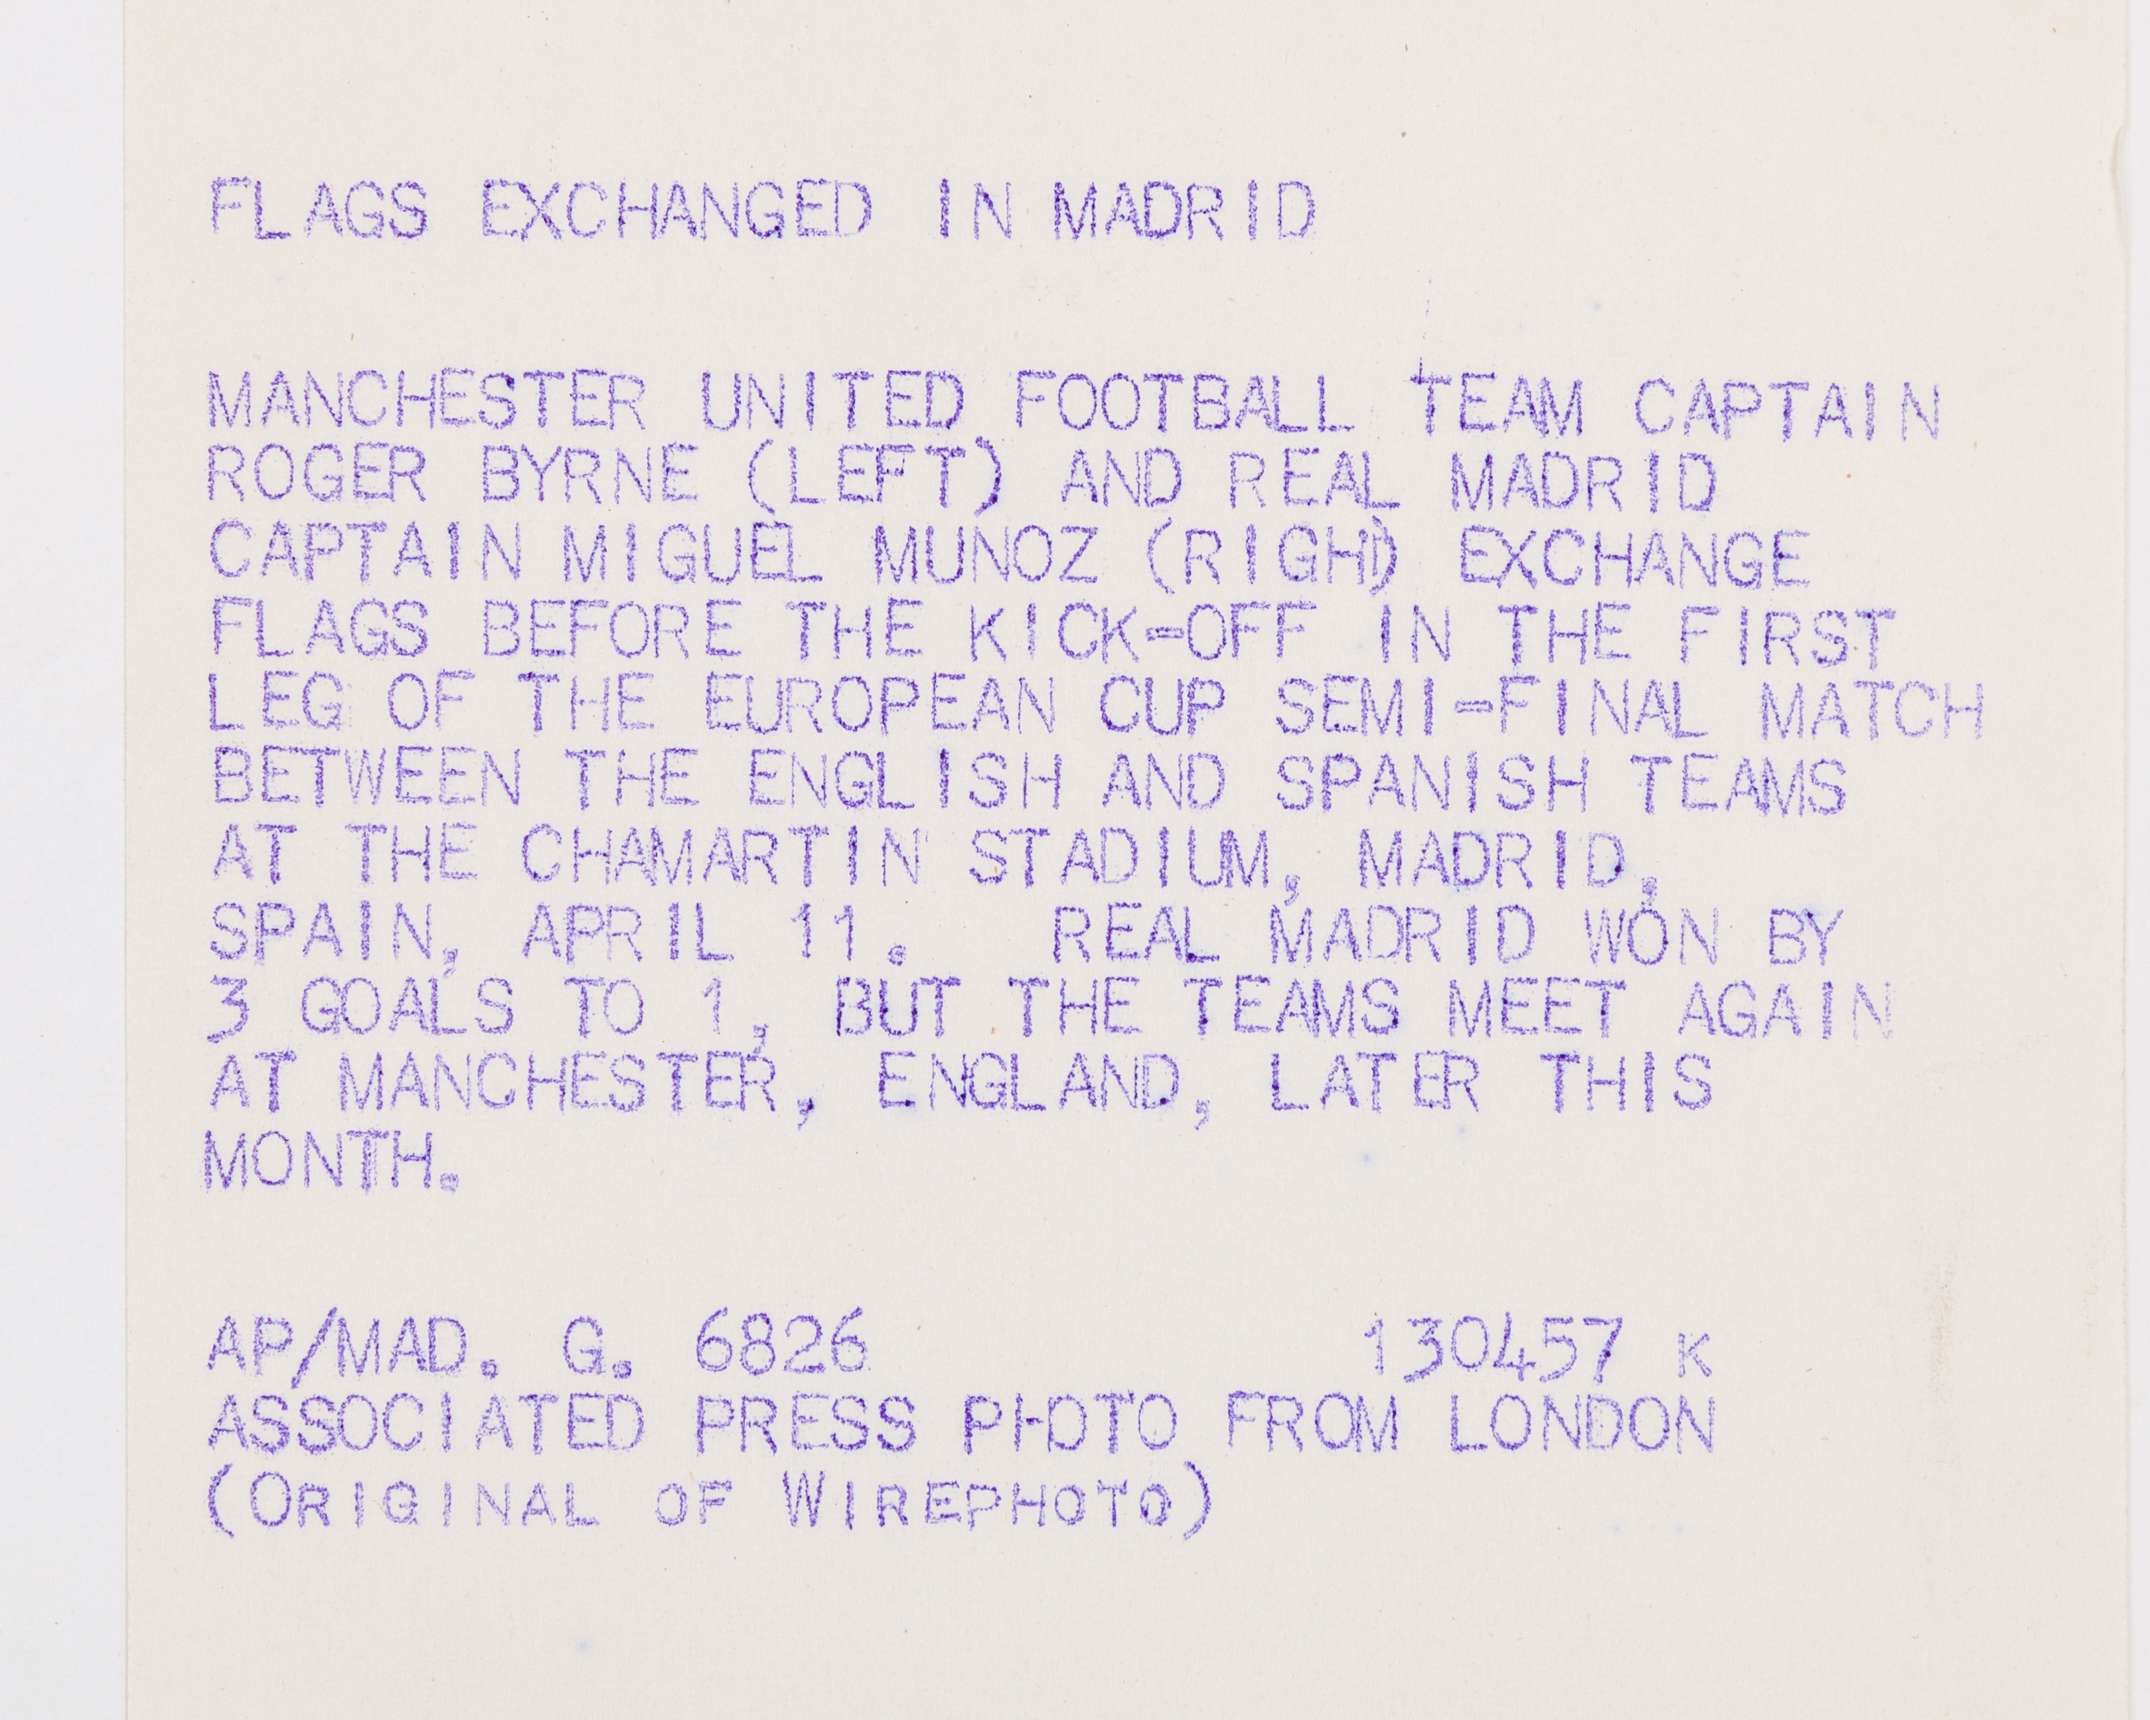 FLAGS EXCHANGED IN MADRID
MANCHESTER UNITED FOOTBALL TEAM CAPTAIN
ROGER BYRNE (LEFT) AND REAL MADRID
CAPTAIN MIGUEL MUNOZ (RIGHT) EXCHANGE
FLAGS BEFORE THE KICK-OFF IN THE FIRST
LEG OF THE EUROPEAN CUP SEMI-FINAL MATCH
BETWEEN THE ENGLISH AND SPANISH TEAMS
AT THE CHAMARTIN STADIUM, MADRID,
SPAIN, APRIL 11. REAL MADRID WON BY
3 GOALS TO 1, BUT THE TEAMS MEET AGAIN
AT MANCHESTER, ENGLAND, LATER THIS
MONTH.
AP/MAD. G. 6826 130457 K
ASSOCIATED PRESS PHOTO FROM LONDON
(ORIGINAL OF WIREPHOTO)